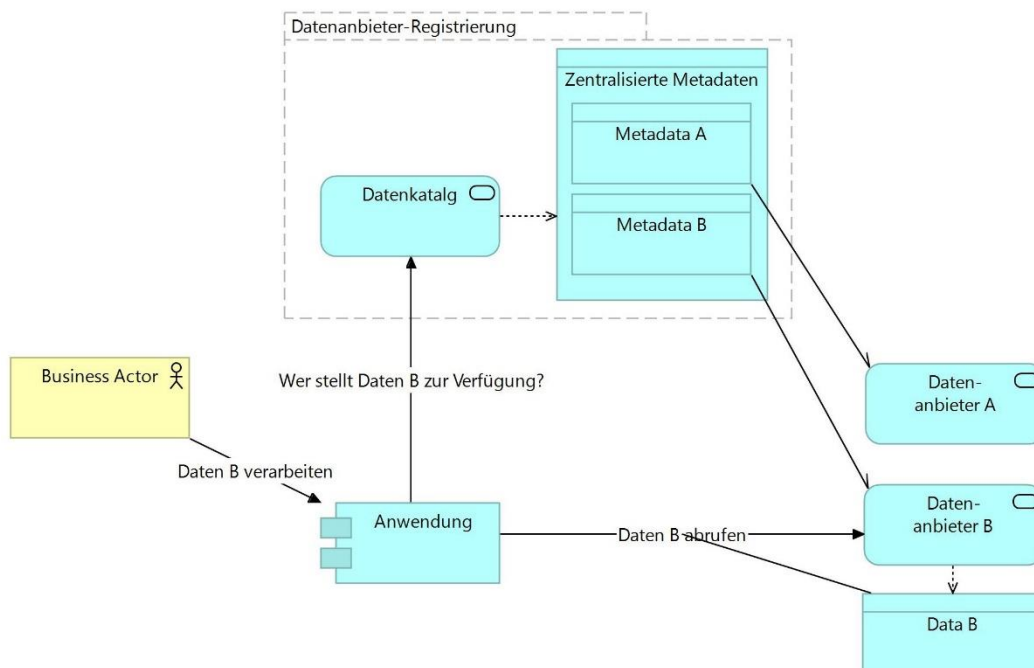 Datenanbieter-Registrierung
Zentralisierte Metadaten
Metadata A
Datenkatalg
Metadata B
Business Actor
Wer stellt Daten B zur Verfügung?
Daten-
anbieter A
Daten B verarbeiten
Anwendung
Daten B abrufen
Daten-
anbieter B
Data B